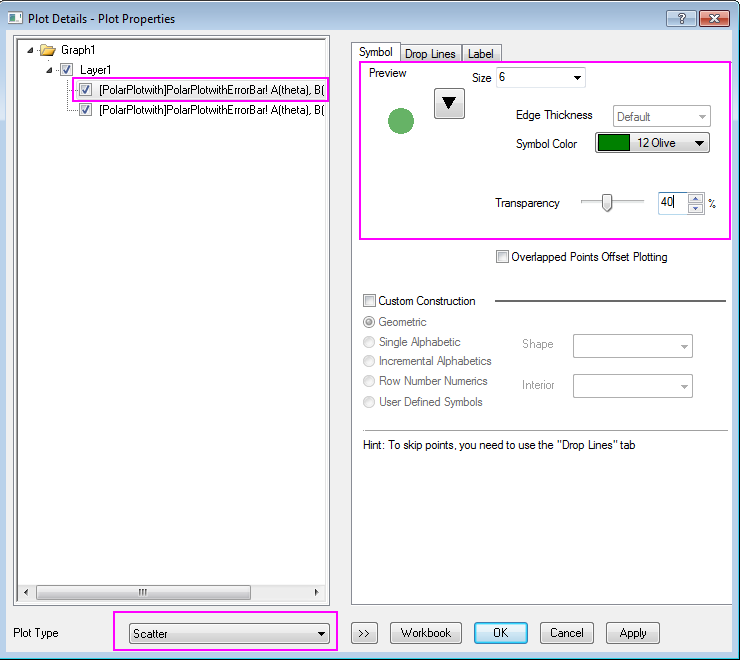 Plot Details - Plot Properties
?
Graph1
Layer1
[PolarPlotwith]PolarPlotwithErrorBar! A(theta), B(
[PolarPlotwith]PolarPlotwithErrorBar! A(theta), B(
Symbol Drop Lines Label
Preview
Size 6
Edge Thickness Default
Symbol Color 12 Olive
Transparency 40 %
Overlapped Points Offset Plotting
Custom Construction
Geometric
Single Alphabetic
Incremental Alphabetics
Row Number Numerics
User Defined Symbols
Shape
Interior
Hint: To skip points, you need to use the "Drop Lines" tab
Plot Type Scatter >> Workbook OK Cancel Apply